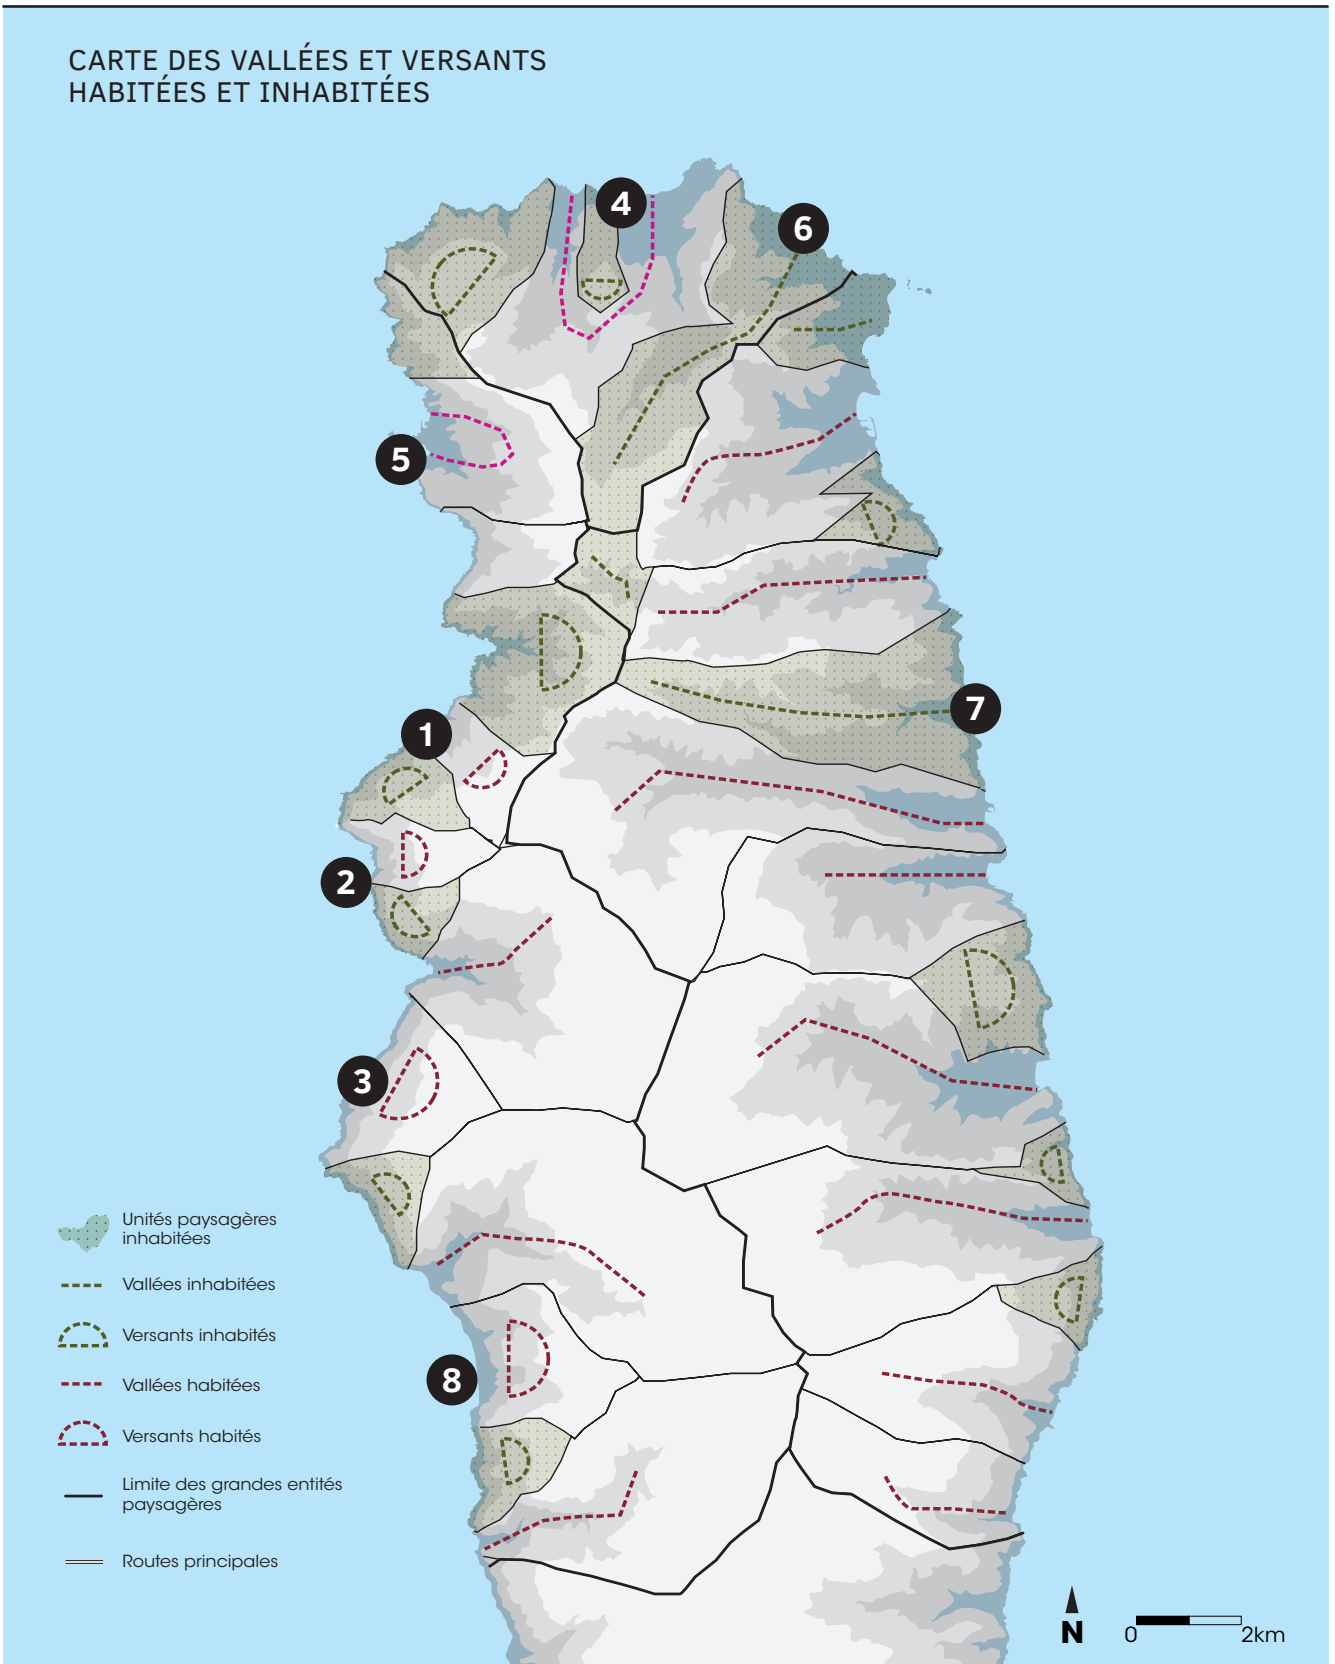 CARTE DES VALLÉES ET VERSANTS
HABITÉES ET INHABITÉES
4
6
5
7
1
2
3
8
Unités paysagères
inhabitées
Vallées inhabitées
Versants inhabités
Vallées habitées
Versants habités
Limite des grandes entités
paysagères
Routes principales
N
0
2km